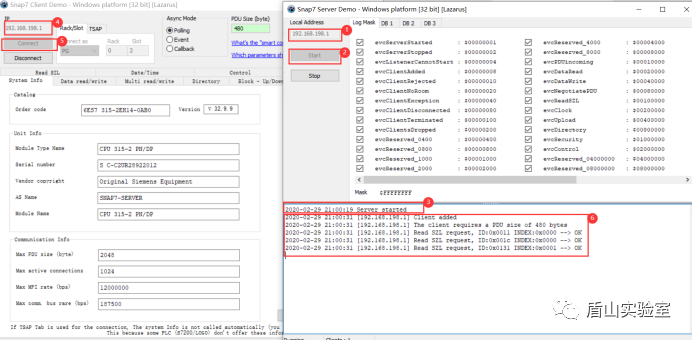 Snap7 Client Demo - Windows platform [32 bit] [Lazarus]
IP
192.168.198.1
4
Rack/Slot
TSAP
Async Mode
PDU Size (byte)
Connect
5
Connect as
Rack
Slot
PG
0
2
Polling
Event
Callback
480
What's the "smart co
Which parameters sh
Disconnect
Read SZL
Date/Time
Control
System Info
Data read/write
Multi read/write
Directory
Block - Up/Down
Catalog
Order code
6ES7 315-2EH14-0AB0
Version
V 32.9.9
Unit Info
Module Type Name
CPU 315-2 PN/DP
Serial number
S C-C2UR28922012
Vendor copyright
Original Siemens Equipment
AS Name
SNAP7-SERVER
Module Name
CPU 315-2 PN/DP
Communication Info
Max PDU size (byte)
2048
Max active connections
1024
Max MPI rate (bps)
12000000
Max comm. bus rare (bps)
187500
If TSAP Tab is used for the connection, The system Info is not called automatically (you
This because some PLC (S7200/LOGO) don't offer these infor
Snap7 Server Demo - Windows platform [32 bit] [Lazarus]
Local Address
192.168.198.1
1
Start
2
Stop
Log Mask
DB 1
DB 2
DB 3
evcServerStarted : $00000001
evcServerStopped : $00000002
evcListenerCannotStart : $00000004
evcClientAdded : $00000008
evcClientRejected : $00000010
evcClientNoRoom : $00000020
evcClientException : $00000040
evcClientDisconnected : $00000080
evcClientTerminated : $00000100
evcClientsDropped : $00000200
evcReserved_0400 : $00000400
evcReserved_0800 : $00000800
evcReserved_1000 : $00001000
evcReserved_2000 : $00002000
evcReserved_4000 : $00004000
evcReserved_8000 : $00008000
evcPDUincoming : $00010000
evcDataRead : $00020000
evcDataWrite : $00040000
evcNegotiatePDU : $00080000
evcReadSZL : $00100000
evcClock : $00200000
evcUpload : $00400000
evcDirectory : $00800000
evcSecurity : $01000000
evcControl : $02000000
evcReserved_04000000 : $04000000
evcReserved_08000000 : $08000000
Mask
$FFFFFFFF
3
2020-02-29 21:00:19 Server started
6
2020-02-29 21:00:31 [192.168.198.1] Client added
2020-02-29 21:00:31 [192.168.198.1] The client requires a PDU size of 480 bytes
2020-02-29 21:00:31 [192.168.198.1] Read SZL request, ID:0x0011 INDEX:0x0000 --> OK
2020-02-29 21:00:31 [192.168.198.1] Read SZL request, ID:0x001c INDEX:0x0000 --> OK
2020-02-29 21:00:31 [192.168.198.1] Read SZL request, ID:0x0131 INDEX:0x0001 --> OK
盾山实验室